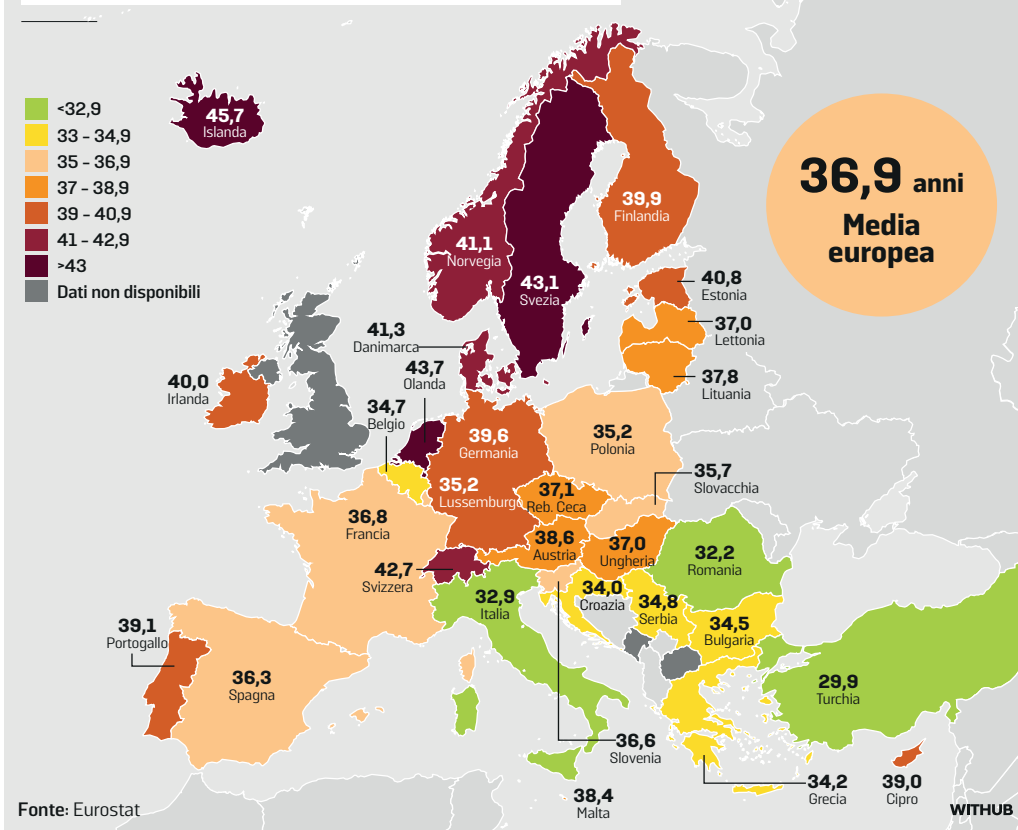 <32,9
33 – 34,9
35 – 36,9
37 – 38,9
39 – 40,9
41 – 42,9
>43
Dati non disponibili
36,9 anni
Media
europea
45,7
Islanda
39,9
Finlandia
41,1
Norvegia
43,1
Svezia
40,8
Estonia
37,0
Lettonia
37,8
Lituania
41,3
Danimarca
43,7
Olanda
40,0
Irlanda
34,7
Belgio
39,6
Germania
35,2
Polonia
35,7
Slovacchia
35,2
Lussemburgo
37,1
Reb. Ceca
36,8
Francia
38,6
Austria
37,0
Ungheria
32,2
Romania
42,7
Svizzera
32,9
Italia
34,0
Croazia
34,8
Serbia
34,5
Bulgaria
39,1
Portogallo
36,3
Spagna
29,9
Turchia
36,6
Slovenia
38,4
Malta
34,2
Grecia
39,0
Cipro
Fonte: Eurostat
WITHUB